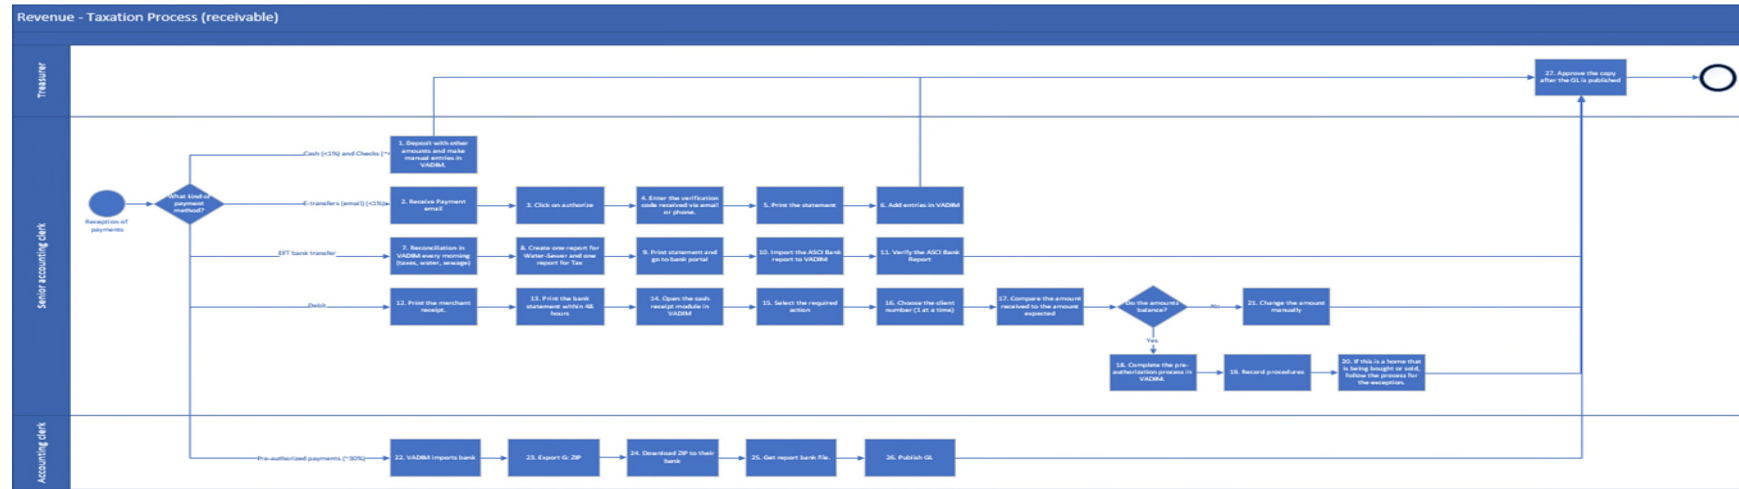 Revenue - Taxation Process (receivable)
Treasurer
27. Approve the copy
after the GL is published
Senior accounting clerk
Reception of
payments
What kind of
payment
method?
Cash (<1%) and Checks (~
1. Deposit with other
amounts and make
manual entries in
VADIM.
E-transfers (email) (<1%)
2. Receive Payment
email
3. Click on authorize
4. Enter the verification
code received via email
or phone.
5. Print the statement
6. Add entries in VADIM
EFT bank transfer
7. Reconciliation in
VADIM every morning
(taxes, water, sewage)
8. Create one report for
Water-Sewer and one
report for Tax
9. Print statement and
go to bank portal
10. Import the ASCI Bank
report to VADIM
11. Verify the ASCI Bank
Report
Debit
12. Print the merchant
receipt.
13. Print the bank
statement within 48
hours
14. Open the cash
receipt module in
VADIM
15. Select the required
action
16. Choose the client
number (1 at a time)
17. Compare the amount
received to the amount
expected
Do the amounts
balance?
No
21. Change the amount
manually
Yes
18. Complete the pre-
authorization process in
VADIM.
19. Record procedures
20. If this is a home that
is being bought or sold,
follow the process for
the exception.
Accounting clerk
Pre-authorized payments (~30%)
22. VADIM imports bank
23. Export G: ZIP
24. Download ZIP to their
bank
25. Get report bank file.
26. Publish GL